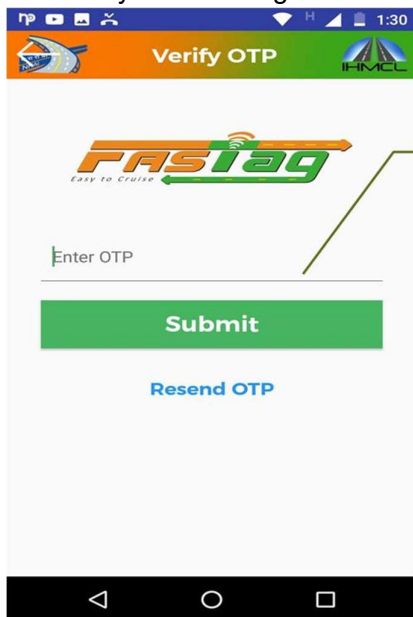 1:30
Verify OTP
IHMCL
FASTag
Easy to Cruise
Enter OTP
Submit
Resend OTP